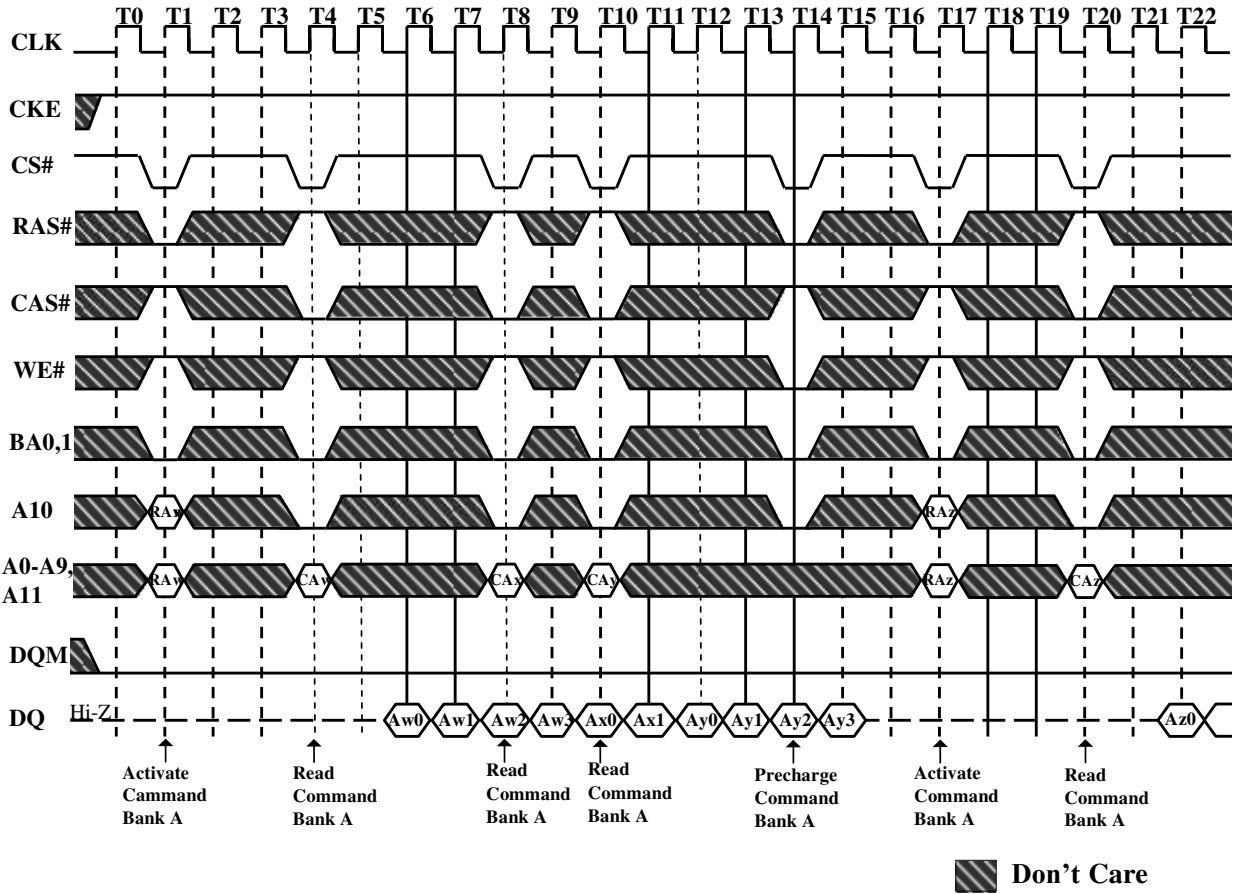 T0 T1 T2 T3 T4 T5 T6 T7 T8 T9 T10 T11 T12 T13 T14 T15 T16 T17 T18 T19 T20 T21 T22
CLK
CKE
CS#
RAS#
CAS#
WE#
BA0,1
A10 RAx RAz
A0-A9,
A11 RAw CAw CAx CAy RAz CAz
DQM
DQ Hi-Z Aw0 Aw1 Aw2 Aw3 Ax0 Ax1 Ay0 Ay1 Ay2 Ay3 Az0
Activate
Cammand
Bank A
Read
Command
Bank A
Read
Command
Bank A
Read
Command
Bank A
Precharge
Command
Bank A
Activate
Command
Bank A
Read
Command
Bank A
Don't Care